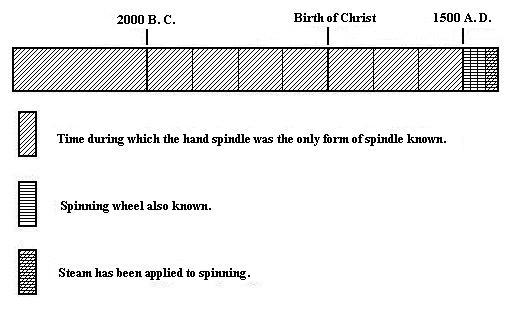 2000 B. C. Birth of Christ 1500 A. D.
Time during which the hand spindle was the only form of spindle known.
Spinning wheel also known.
Steam has been applied to spinning.